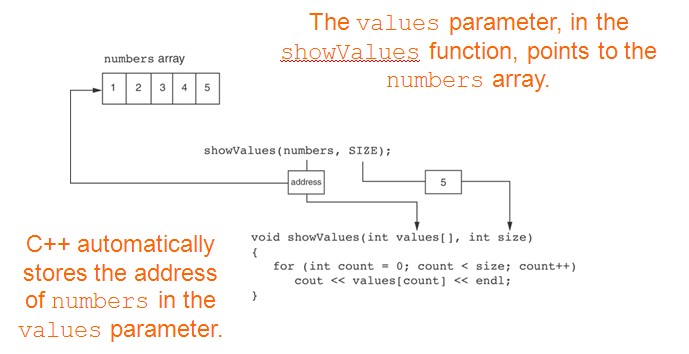 The values parameter, in the
showValues function, points to the
numbers array.
numbers array
1 2 3 4 5
showValues(numbers, SIZE);
address
5
void showValues(int values[], int size)
{
for (int count = 0; count < size; count++)
cout << values[count] << endl;
}
C++ automatically
stores the address
of numbers in the
values parameter.